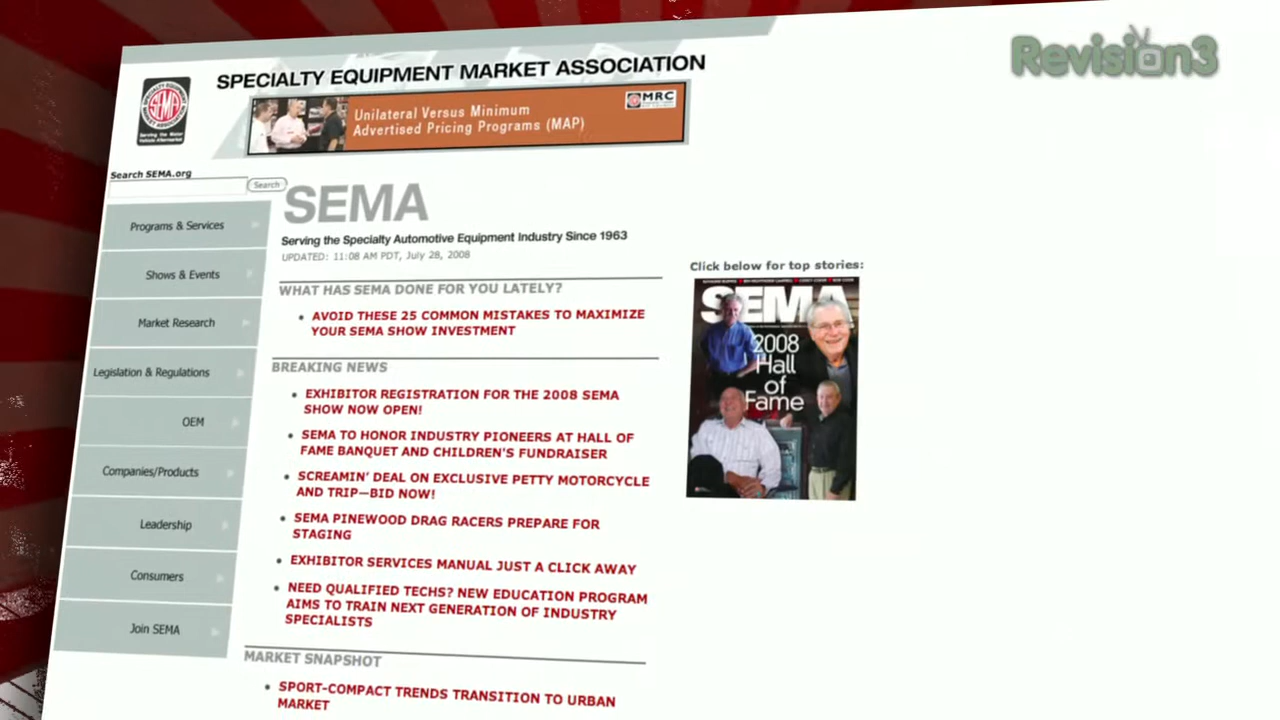 Revision3
SPECIALTY EQUIPMENT MARKET ASSOCIATION
SEMA
Unilateral Versus Minimum
Advertised Pricing Programs (MAP)
MRC
Serving the Motor
Vehicle Aftermarket
Search SEMA.org
Search
Programs & Services
Shows & Events
Market Research
Legislation & Regulations
OEM
Companies/Products
Leadership
Consumers
Join SEMA
SEMA
Serving the Specialty Automotive Equipment Industry Since 1963
UPDATED: 11:08 AM PDT, July 28, 2008
WHAT HAS SEMA DONE FOR YOU LATELY?
AVOID THESE 25 COMMON MISTAKES TO MAXIMIZE
YOUR SEMA SHOW INVESTMENT
BREAKING NEWS
EXHIBITOR REGISTRATION FOR THE 2008 SEMA
SHOW NOW OPEN!
SEMA TO HONOR INDUSTRY PIONEERS AT HALL OF
FAME BANQUET AND CHILDREN'S FUNDRAISER
SCREAMIN' DEAL ON EXCLUSIVE PETTY MOTORCYCLE
AND TRIP—BID NOW!
SEMA PINEWOOD DRAG RACERS PREPARE FOR
STAGING
EXHIBITOR SERVICES MANUAL JUST A CLICK AWAY
NEED QUALIFIED TECHS? NEW EDUCATION PROGRAM
AIMS TO TRAIN NEXT GENERATION OF INDUSTRY
SPECIALISTS
MARKET SNAPSHOT
SPORT-COMPACT TRENDS TRANSITION TO URBAN
MARKET
Click below for top stories:
SEMA
2008
Hall
of
Fame